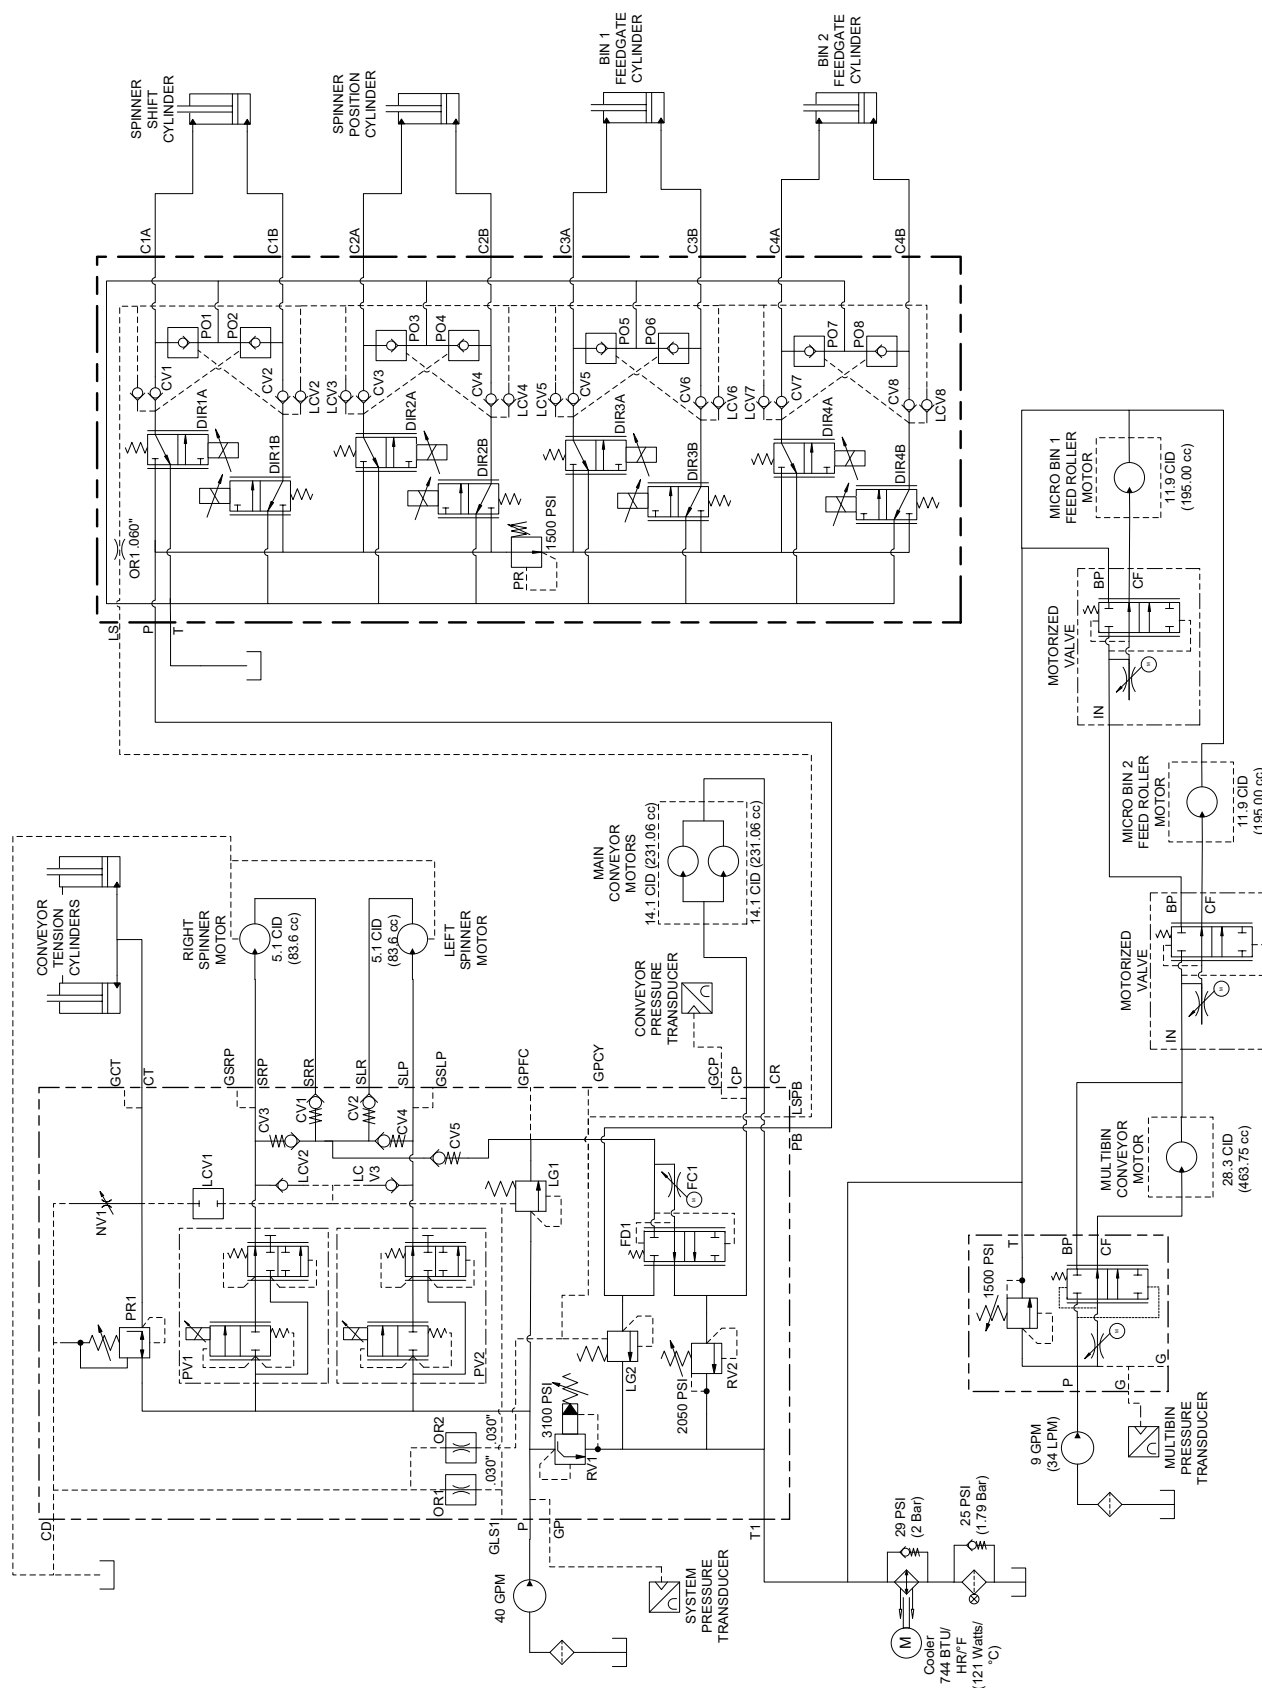 SPINNER
SHIFT
CYLINDER
SPINNER
POSITION
CYLINDER
BIN 1
FEEDGATE
CYLINDER
BIN 2
FEEDGATE
CYLINDER
C1A
C1B
C2A
C2B
C3A
C3B
C4A
C4B
PO1
PO2
PO3
PO4
PO5
PO6
PO7
PO8
CV1
CV2
LCV2
LCV3
CV3
CV4
LCV4
LCV5
CV5
CV6
LCV6
LCV7
CV7
CV8
LCV8
DIR1A
DIR1B
DIR2A
DIR2B
DIR3A
DIR3B
DIR4A
DIR4B
OR1 .060"
PR
1500 PSI
LS
P
T
CONVEYOR
TENSION
CYLINDERS
RIGHT
SPINNER
MOTOR
5.1 CID
(83.6 cc)
5.1 CID
(83.6 cc)
LEFT
SPINNER
MOTOR
CONVEYOR
PRESSURE
TRANSDUCER
MAIN
CONVEYOR
MOTORS
14.1 CID (231.06 cc)
14.1 CID (231.06 cc)
GCT
CT
GSRP
SRP
SRR
SLR
SLP
GSLP
GPFC
GPCY
GCP
CP
CR
LSPB
PB
CV3
CV1
CV2
CV4
CV5
LCV2
LC
V3
LCV1
NV1
LG1
FC1
FD1
PR1
PV1
PV2
LG2
RV2
2050 PSI
3100 PSI
RV1
OR2
.030"
OR1
.030"
CD
GLS1
P
GP
T1
40 GPM
SYSTEM
PRESSURE
TRANSDUCER
M
Cooler
744 BTU/
HR/°F
(121 Watts/
°C)
29 PSI
(2 Bar)
25 PSI
(1.79 Bar)
MICRO BIN 1
FEED ROLLER
MOTOR
11.9 CID
(195.00 cc)
MOTORIZED
VALVE
BP
CF
IN
M
MICRO BIN 2
FEED ROLLER
MOTOR
11.9 CID
(195.00 cc)
MOTORIZED
VALVE
BP
CF
IN
M
MULTIBIN
CONVEYOR
MOTOR
28.3 CID
(463.75 cc)
T
BP
CF
1500 PSI
M
P
G
G
9 GPM
(34 LPM)
MULTIBIN
PRESSURE
TRANSDUCER